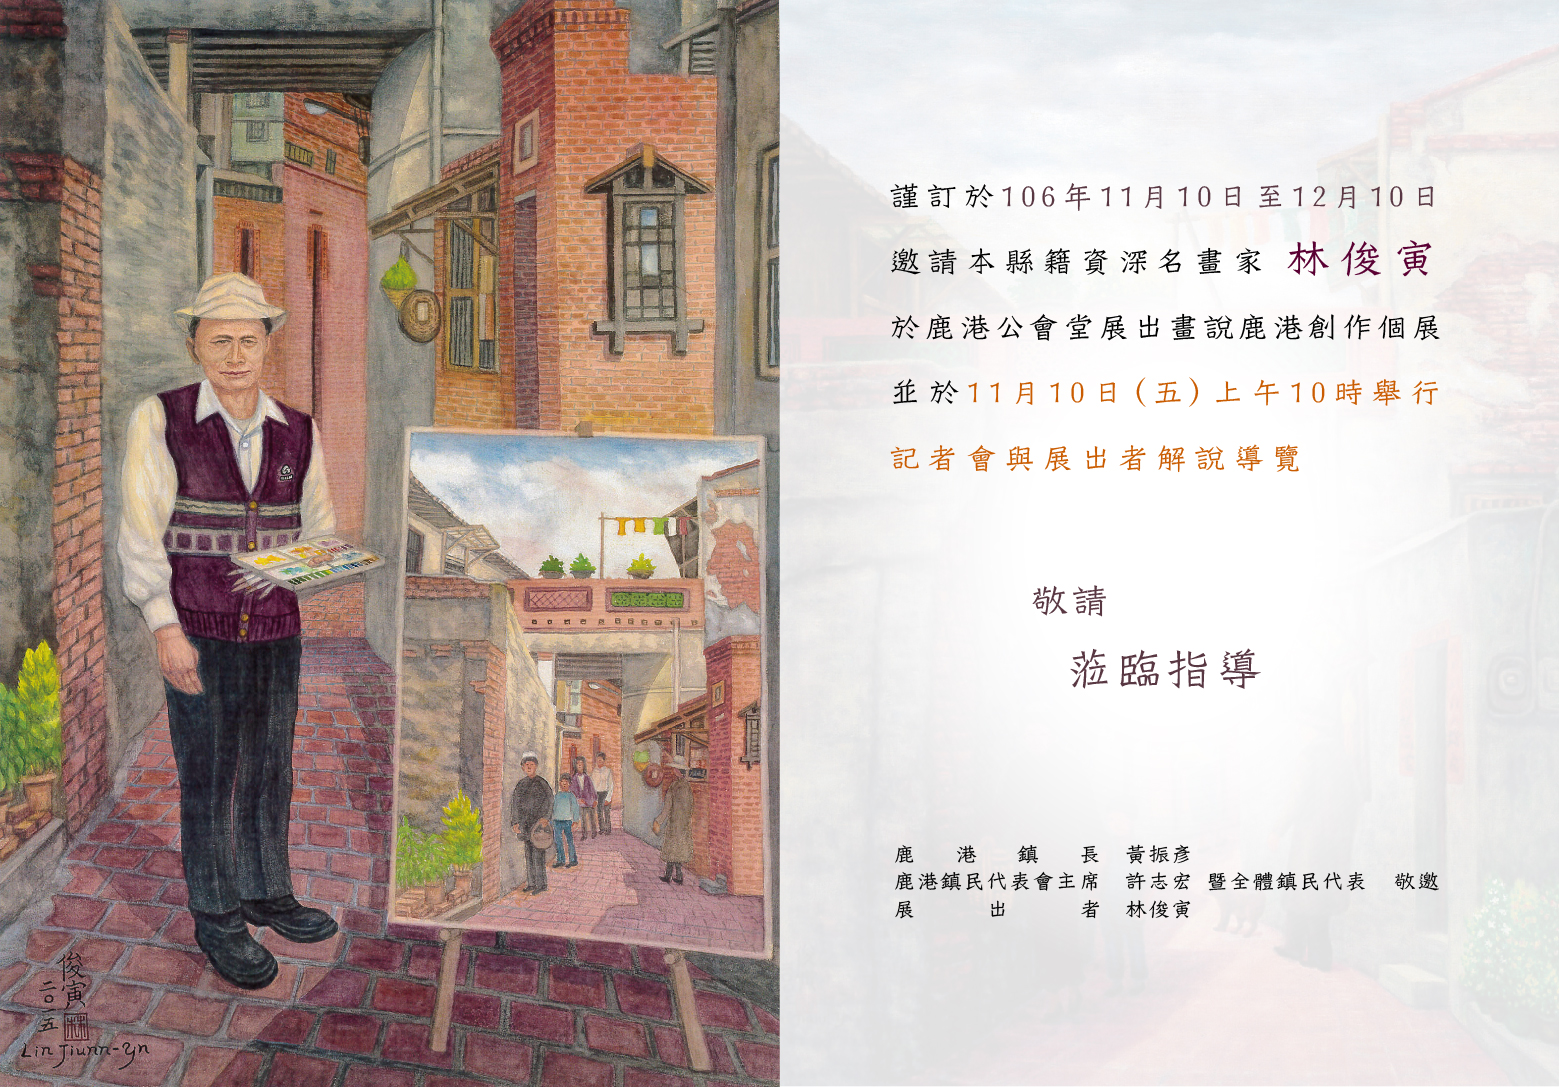 謹訂於106年11月10日至12月10日
邀請本縣籍資深名畫家 林俊寅
於鹿港公會堂展出畫說鹿港創作個展
並於11月10日(五)上午10時舉行
記者會與展出者解說導覽
敬請
蒞臨指導
鹿港鎮長 黃振彥
鹿港鎮民代表會主席 許志宏 暨全體鎮民代表 敬邀
展出者 林俊寅
俊寅
二〇一五
林
Lin Jiunn-Yn